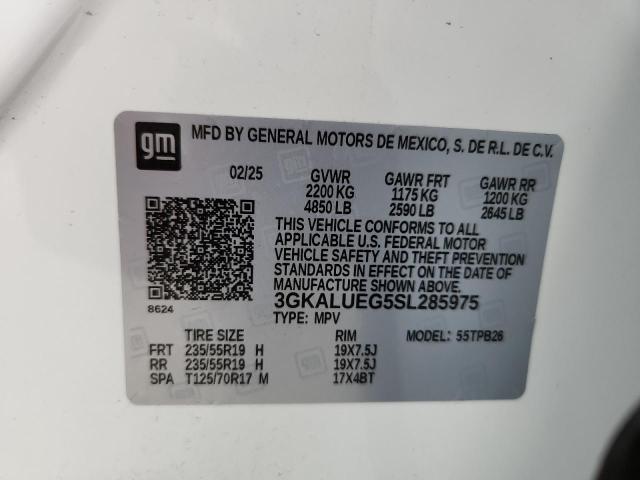 gm MFD BY GENERAL MOTORS DE MEXICO, S. DE R.L. DE C.V.
02/25 GVWR GAWR FRT GAWR RR
2200 KG 1175 KG 1200 KG
4850 LB 2590 LB 2645 LB
THIS VEHICLE CONFORMS TO ALL
APPLICABLE U.S. FEDERAL MOTOR
VEHICLE SAFETY AND THEFT PREVENTION
STANDARDS IN EFFECT ON THE DATE OF
MANUFACTURE SHOWN ABOVE.
3GKALUEG5SL285975
8624
TYPE: MPV MODEL: 55TPB26
TIRE SIZE RIM
FRT 235/55R19 H 19X7.5J
RR 235/55R19 H 19X7.5J
SPA T125/70R17 M 17X4BT